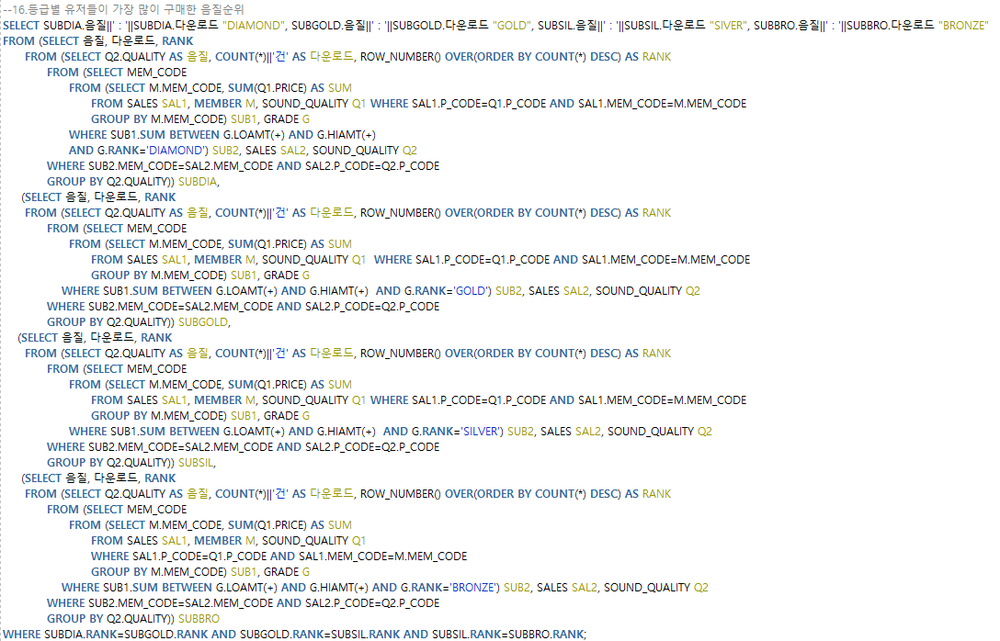 --16.등급별 유저들이 가장 많이 구매한 음질순위
SELECT SUBDIA.음질||' : '||SUBDIA.다운로드 "DIAMOND", SUBGOLD.음질||' : '||SUBGOLD.다운로드 "GOLD", SUBSIL.음질||' : '||SUBSIL.다운로드 "SIVER", SUBBRO.음질||' : '||SUBBRO.다운로드 "BRONZE"
FROM (SELECT 음질, 다운로드, RANK
FROM (SELECT Q2.QUALITY AS 음질, COUNT(*)||'건' AS 다운로드, ROW_NUMBER() OVER(ORDER BY COUNT(*) DESC) AS RANK
FROM (SELECT MEM_CODE
FROM (SELECT M.MEM_CODE, SUM(Q1.PRICE) AS SUM
FROM SALES SAL1, MEMBER M, SOUND_QUALITY Q1 WHERE SAL1.P_CODE=Q1.P_CODE AND SAL1.MEM_CODE=M.MEM_CODE
GROUP BY M.MEM_CODE) SUB1, GRADE G
WHERE SUB1.SUM BETWEEN G.LOAMT(+) AND G.HIAMT(+)
AND G.RANK='DIAMOND') SUB2, SALES SAL2, SOUND_QUALITY Q2
WHERE SUB2.MEM_CODE=SAL2.MEM_CODE AND SAL2.P_CODE=Q2.P_CODE
GROUP BY Q2.QUALITY)) SUBDIA,
(SELECT 음질, 다운로드, RANK
FROM (SELECT Q2.QUALITY AS 음질, COUNT(*)||'건' AS 다운로드, ROW_NUMBER() OVER(ORDER BY COUNT(*) DESC) AS RANK
FROM (SELECT MEM_CODE
FROM (SELECT M.MEM_CODE, SUM(Q1.PRICE) AS SUM
FROM SALES SAL1, MEMBER M, SOUND_QUALITY Q1 WHERE SAL1.P_CODE=Q1.P_CODE AND SAL1.MEM_CODE=M.MEM_CODE
GROUP BY M.MEM_CODE) SUB1, GRADE G
WHERE SUB1.SUM BETWEEN G.LOAMT(+) AND G.HIAMT(+) AND G.RANK='GOLD') SUB2, SALES SAL2, SOUND_QUALITY Q2
WHERE SUB2.MEM_CODE=SAL2.MEM_CODE AND SAL2.P_CODE=Q2.P_CODE
GROUP BY Q2.QUALITY)) SUBGOLD,
(SELECT 음질, 다운로드, RANK
FROM (SELECT Q2.QUALITY AS 음질, COUNT(*)||'건' AS 다운로드, ROW_NUMBER() OVER(ORDER BY COUNT(*) DESC) AS RANK
FROM (SELECT MEM_CODE
FROM (SELECT M.MEM_CODE, SUM(Q1.PRICE) AS SUM
FROM SALES SAL1, MEMBER M, SOUND_QUALITY Q1 WHERE SAL1.P_CODE=Q1.P_CODE AND SAL1.MEM_CODE=M.MEM_CODE
GROUP BY M.MEM_CODE) SUB1, GRADE G
WHERE SUB1.SUM BETWEEN G.LOAMT(+) AND G.HIAMT(+) AND G.RANK='SILVER') SUB2, SALES SAL2, SOUND_QUALITY Q2
WHERE SUB2.MEM_CODE=SAL2.MEM_CODE AND SAL2.P_CODE=Q2.P_CODE
GROUP BY Q2.QUALITY)) SUBSIL,
(SELECT 음질, 다운로드, RANK
FROM (SELECT Q2.QUALITY AS 음질, COUNT(*)||'건' AS 다운로드, ROW_NUMBER() OVER(ORDER BY COUNT(*) DESC) AS RANK
FROM (SELECT MEM_CODE
FROM (SELECT M.MEM_CODE, SUM(Q1.PRICE) AS SUM
FROM SALES SAL1, MEMBER M, SOUND_QUALITY Q1
WHERE SAL1.P_CODE=Q1.P_CODE AND SAL1.MEM_CODE=M.MEM_CODE
GROUP BY M.MEM_CODE) SUB1, GRADE G
WHERE SUB1.SUM BETWEEN G.LOAMT(+) AND G.HIAMT(+) AND G.RANK='BRONZE') SUB2, SALES SAL2, SOUND_QUALITY Q2
WHERE SUB2.MEM_CODE=SAL2.MEM_CODE AND SAL2.P_CODE=Q2.P_CODE
GROUP BY Q2.QUALITY)) SUBBRO
WHERE SUBDIA.RANK=SUBGOLD.RANK AND SUBGOLD.RANK=SUBSIL.RANK AND SUBSIL.RANK=SUBBRO.RANK;